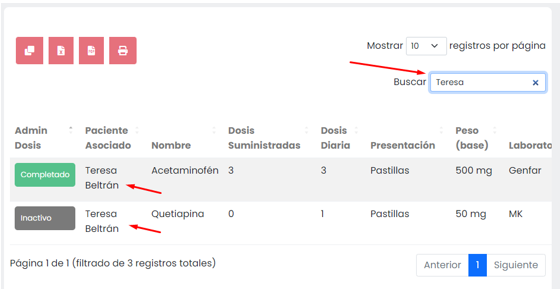 Mostrar 10 registros por página
Buscar Teresa
Admin Dosis Paciente Asociado Nombre Dosis Suministradas Dosis Diaria Presentación Peso (base) Laborato
Completado Teresa Beltrán Acetaminofén 3 3 Pastillas 500 mg Genfar
Inactivo Teresa Beltrán Quetiapina 0 1 Pastillas 50 mg MK
Página 1 de 1 (filtrado de 3 registros totales)
Anterior 1 Siguiente